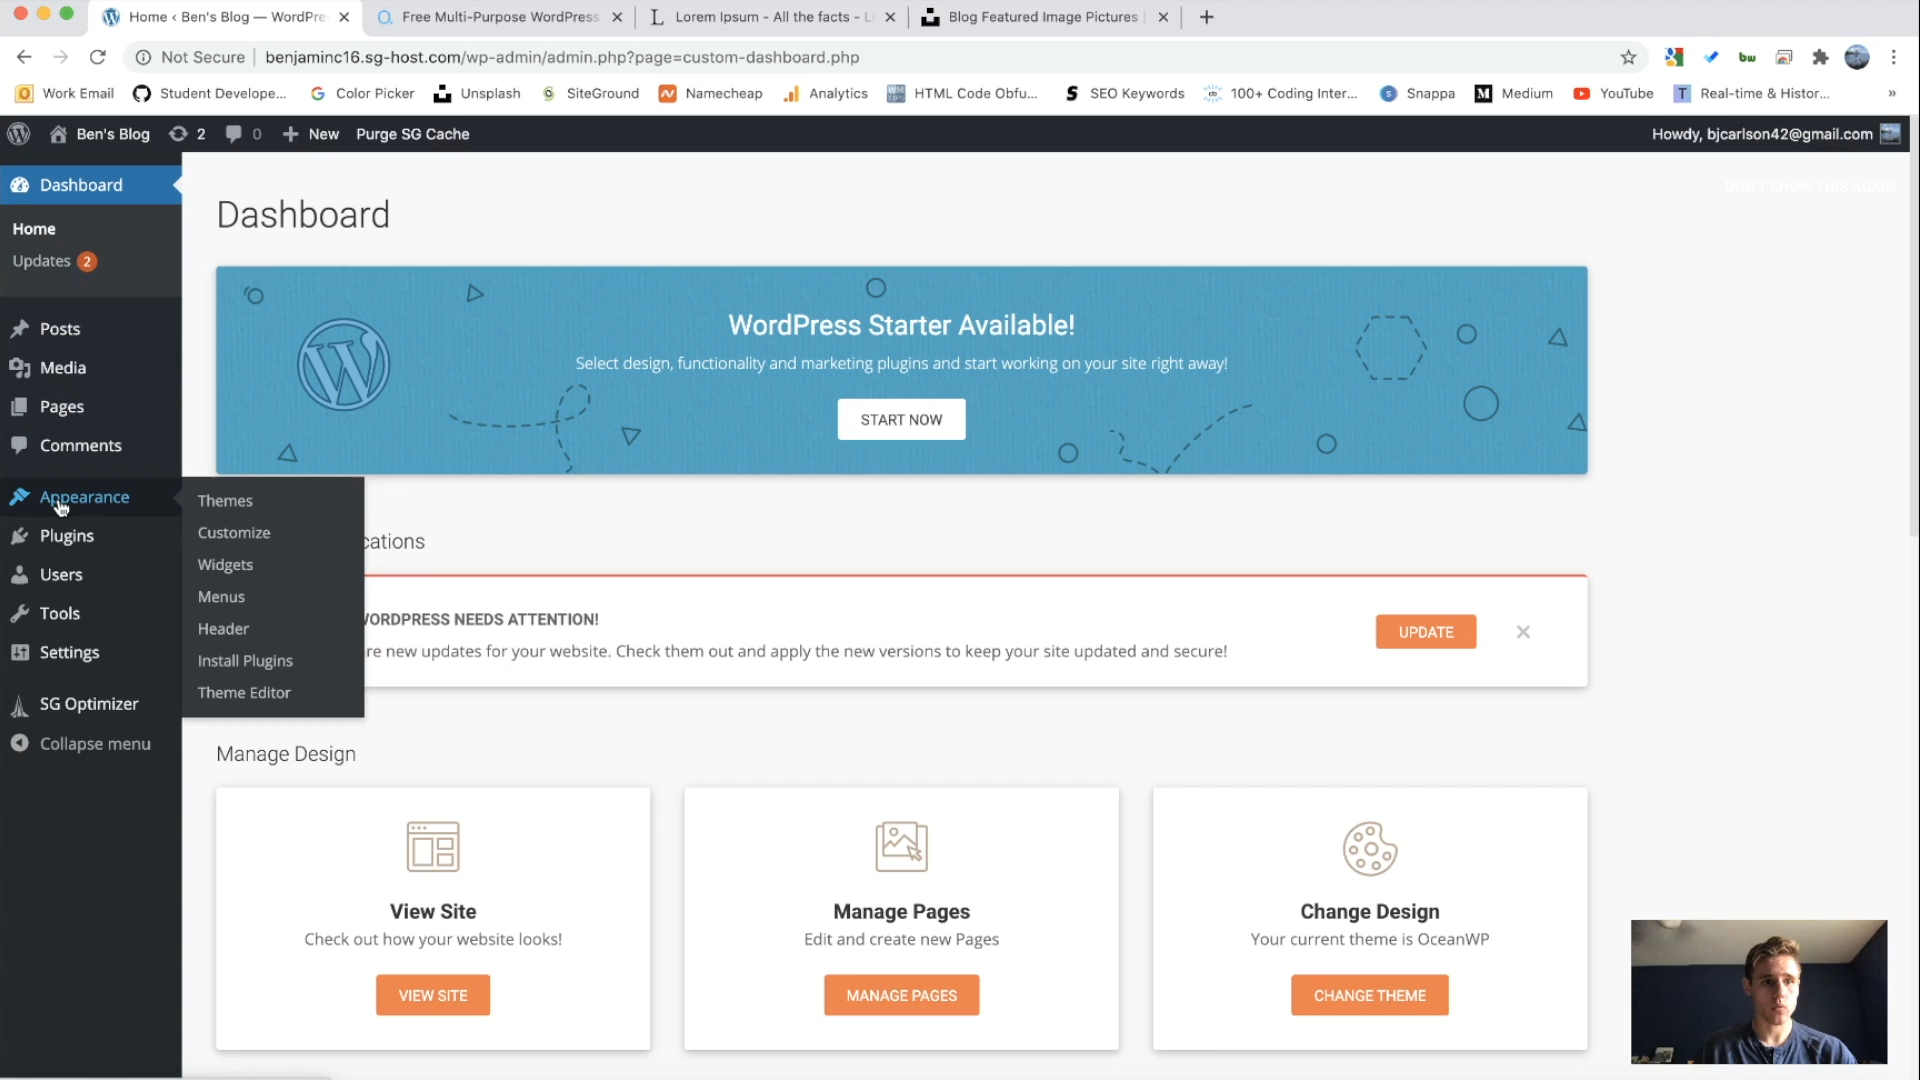 Home ‹ Ben's Blog — WordPre
Free Multi-Purpose WordPress
Lorem Ipsum - All the facts - Li
Blog Featured Image Pictures
Not Secure
benjaminc16.sg-host.com/wp-admin/admin.php?page=custom-dashboard.php
bw
Work Email
Student Develope...
Color Picker
Unsplash
SiteGround
Namecheap
Analytics
HTML Code Obfu...
SEO Keywords
100+ Coding Inter...
Snappa
Medium
YouTube
Real-time & Histor...
»
Ben's Blog
2
0
New
Purge SG Cache
Howdy, bjcarlson42@gmail.com
Dashboard
Home
Updates 2
Posts
Media
Pages
Comments
Appearance
Plugins
Users
Tools
Settings
SG Optimizer
Collapse menu
Themes
Customize
Widgets
Menus
Header
Install Plugins
Theme Editor
DON'T SHOW THIS AGAIN
Dashboard
WordPress Starter Available!
Select design, functionality and marketing plugins and start working on your site right away!
START NOW
cations
WORDPRESS NEEDS ATTENTION!
re new updates for your website. Check them out and apply the new versions to keep your site updated and secure!
UPDATE
Manage Design
View Site
Check out how your website looks!
VIEW SITE
Manage Pages
Edit and create new Pages
MANAGE PAGES
Change Design
Your current theme is OceanWP
CHANGE THEME